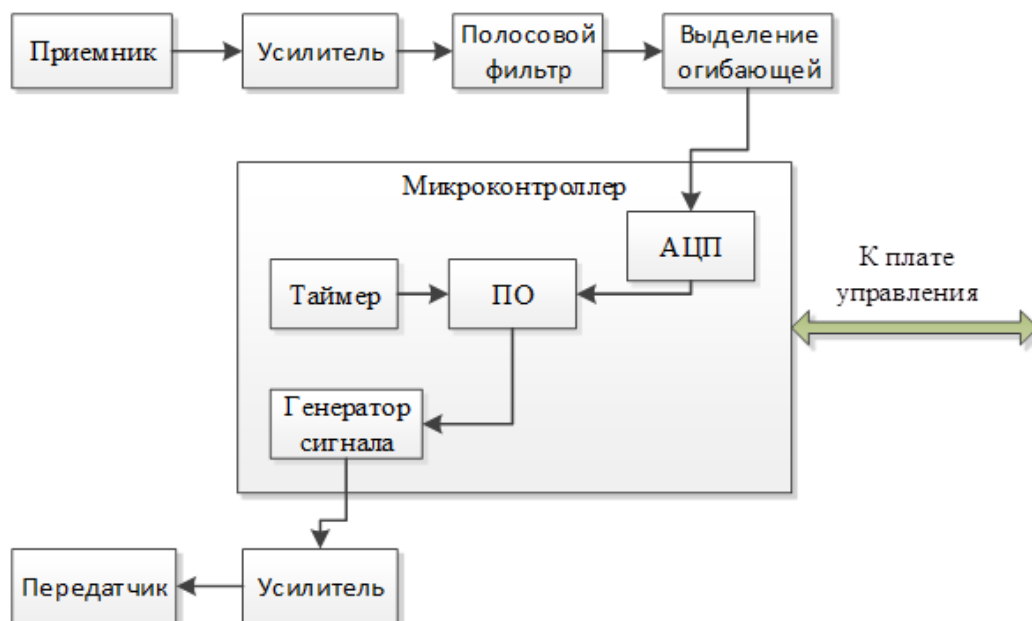 Приемник
Усилитель
Полосовой
фильтр
Выделение
огибающей
Микроконтроллер
АЦП
Таймер
ПО
К плате
управления
Генератор
сигнала
Передатчик
Усилитель